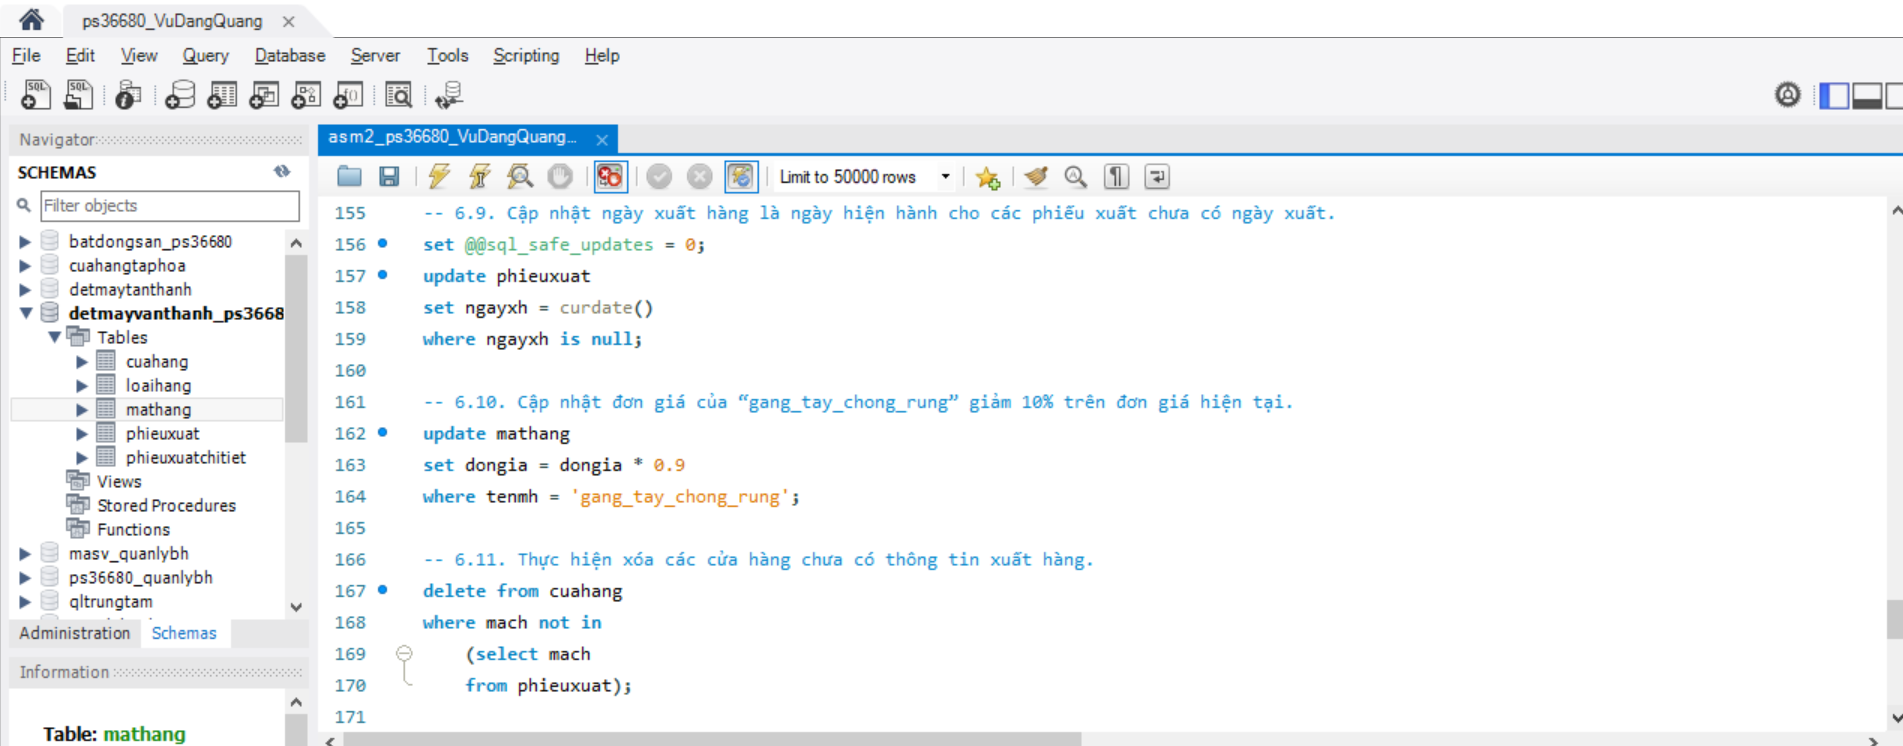 ps36680_VuDangQuang
File Edit View Query Database Server Tools Scripting Help
Navigator
SCHEMAS
Filter objects
batdongsan_ps36680
cuahangtaphoa
detmaytanthanh
detmayvanthanh_ps3668
Tables
cuahang
loaihang
mathang
phieuxuat
phieuxuatchitiet
Views
Stored Procedures
Functions
masv_quanlybh
ps36680_quanlybh
qltrungtam
Administration Schemas
Information
Table: mathang
asm2_ps36680_VuDangQuang...
Limit to 50000 rows
155 -- 6.9. Cập nhật ngày xuất hàng là ngày hiện hành cho các phiếu xuất chưa có ngày xuất.
156 set @@sql_safe_updates = 0;
157 update phieuxuat
158 set ngayxh = curdate()
159 where ngayxh is null;
160
161 -- 6.10. Cập nhật đơn giá của “gang_tay_chong_rung” giảm 10% trên đơn giá hiện tại.
162 update mathang
163 set dongia = dongia * 0.9
164 where tenmh = 'gang_tay_chong_rung';
165
166 -- 6.11. Thực hiện xóa các cửa hàng chưa có thông tin xuất hàng.
167 delete from cuahang
168 where mach not in
169 (select mach
170 from phieuxuat);
171